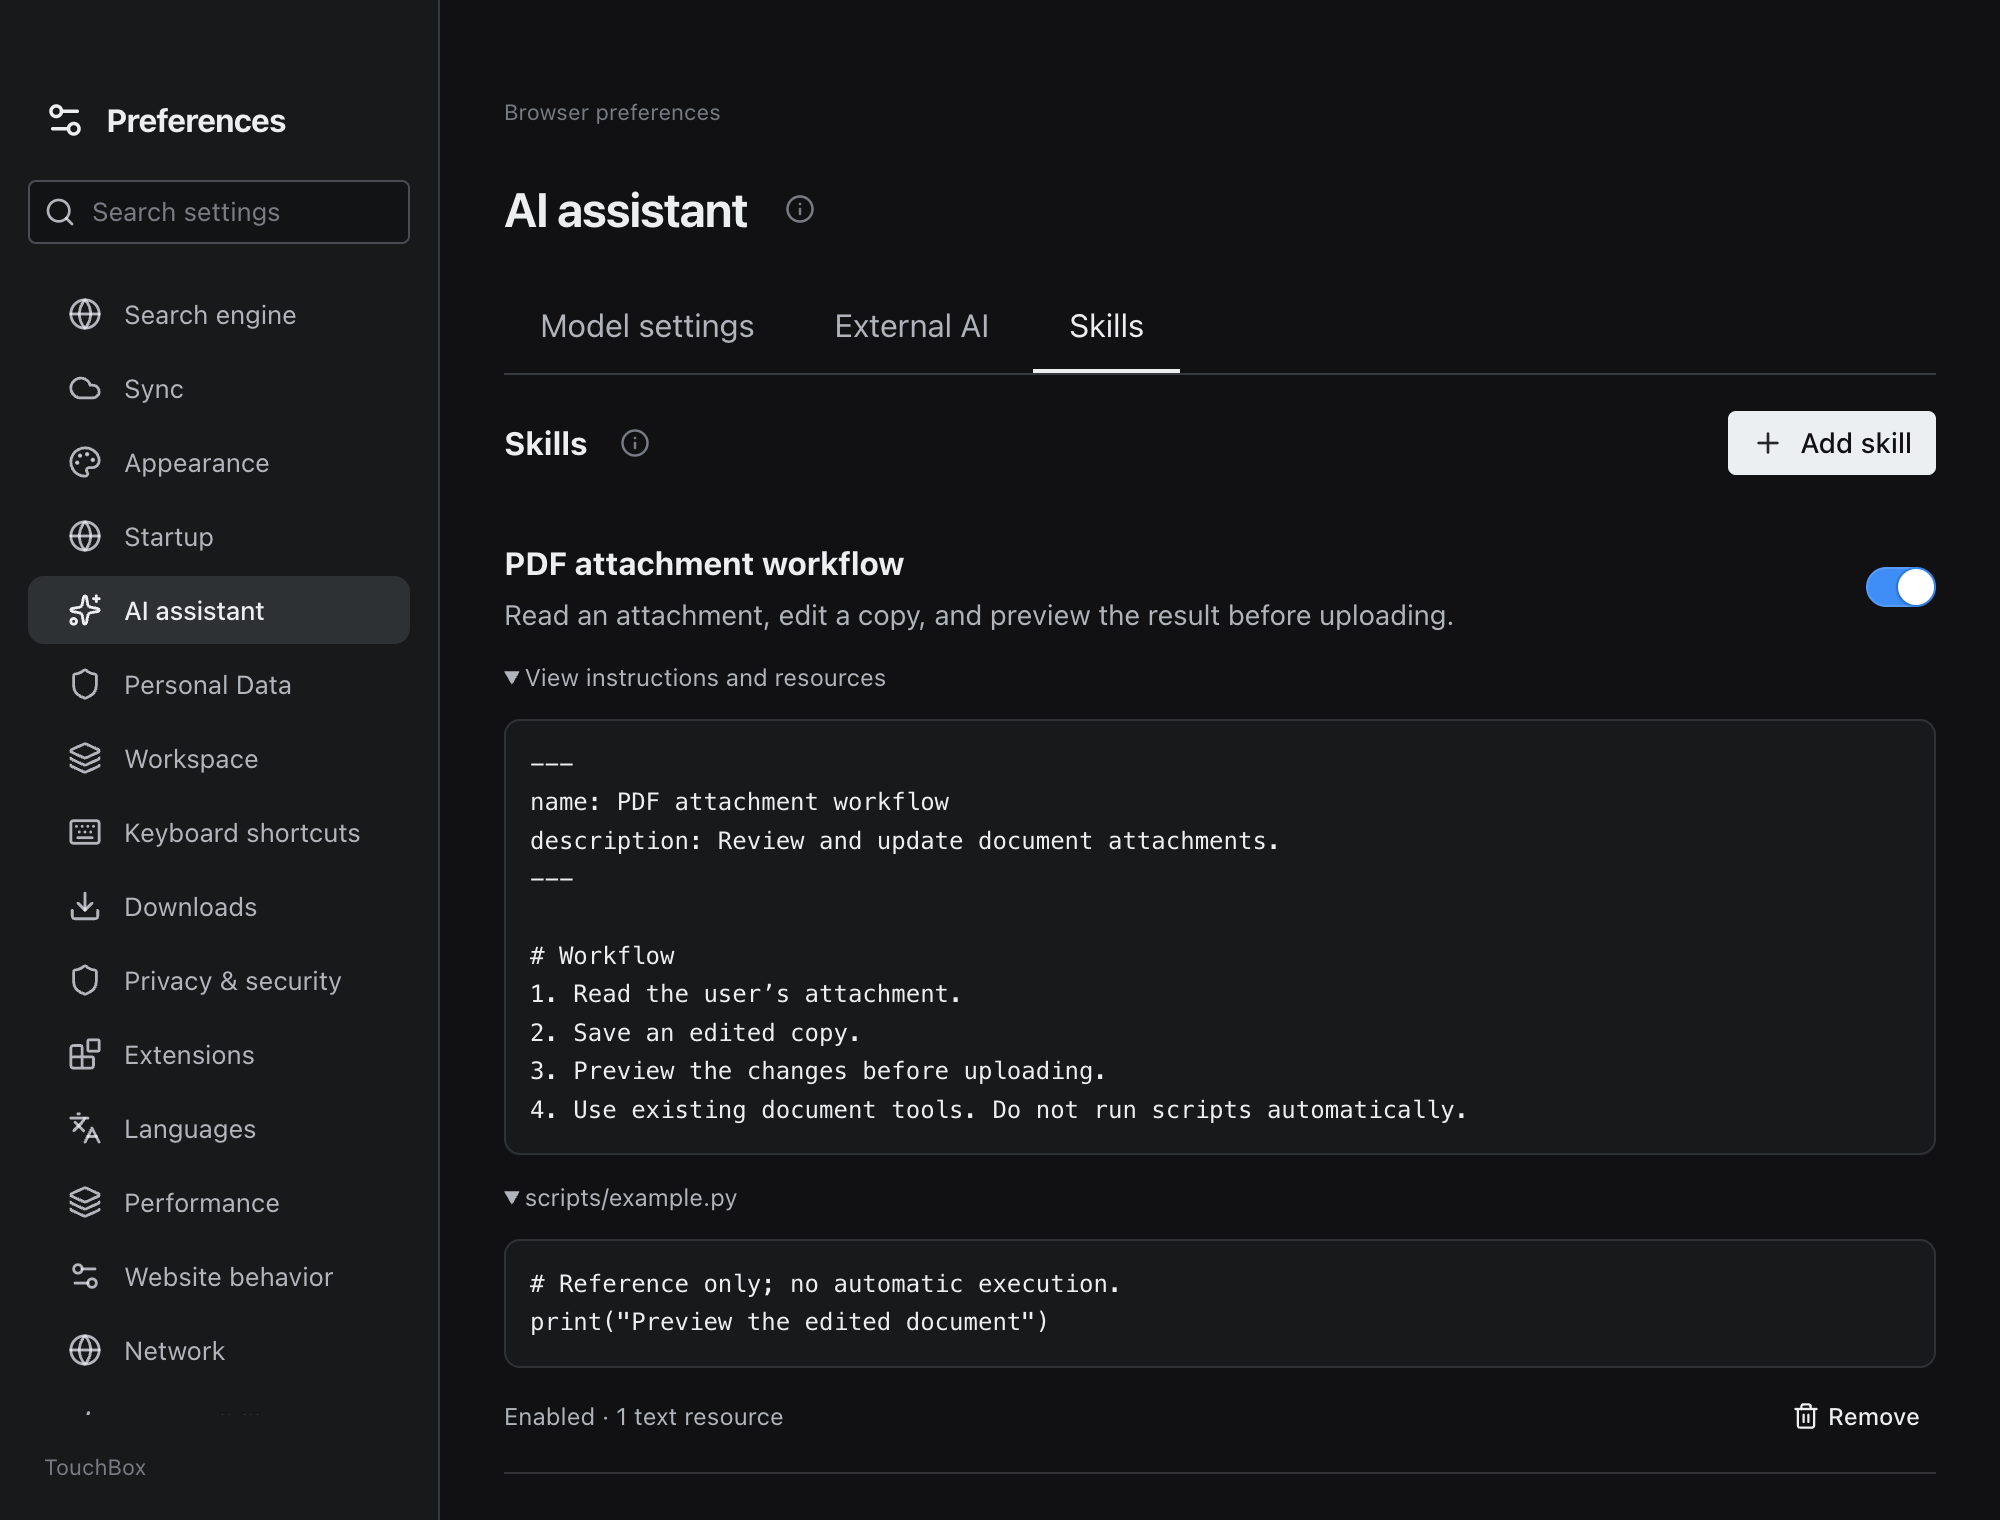 Preferences
Search settings
Search engine
Sync
Appearance
Startup
AI assistant
Personal Data
Workspace
Keyboard shortcuts
Downloads
Privacy & security
Extensions
Languages
Performance
Website behavior
Network
TouchBox
Browser preferences
AI assistant
Model settings
External AI
Skills
Skills
Add skill
PDF attachment workflow
Read an attachment, edit a copy, and preview the result before uploading.
View instructions and resources
---
name: PDF attachment workflow
description: Review and update document attachments.
---
# Workflow
1. Read the user’s attachment.
2. Save an edited copy.
3. Preview the changes before uploading.
4. Use existing document tools. Do not run scripts automatically.
scripts/example.py
# Reference only; no automatic execution.
print("Preview the edited document")
Enabled · 1 text resource
Remove